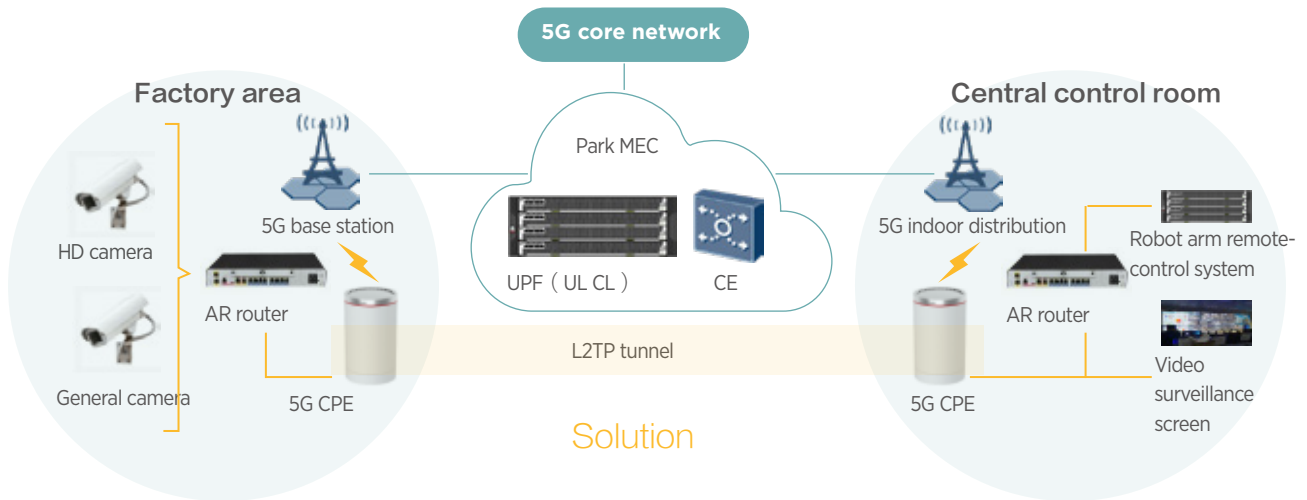 5G core network
Factory area
Central control room
Park MEC
HD camera
5G base station
5G indoor distribution
Robot arm remote-
control system
UPF（UL CL）
CE
AR router
AR router
L2TP tunnel
General camera
5G CPE
5G CPE
Video
surveillance
screen
Solution